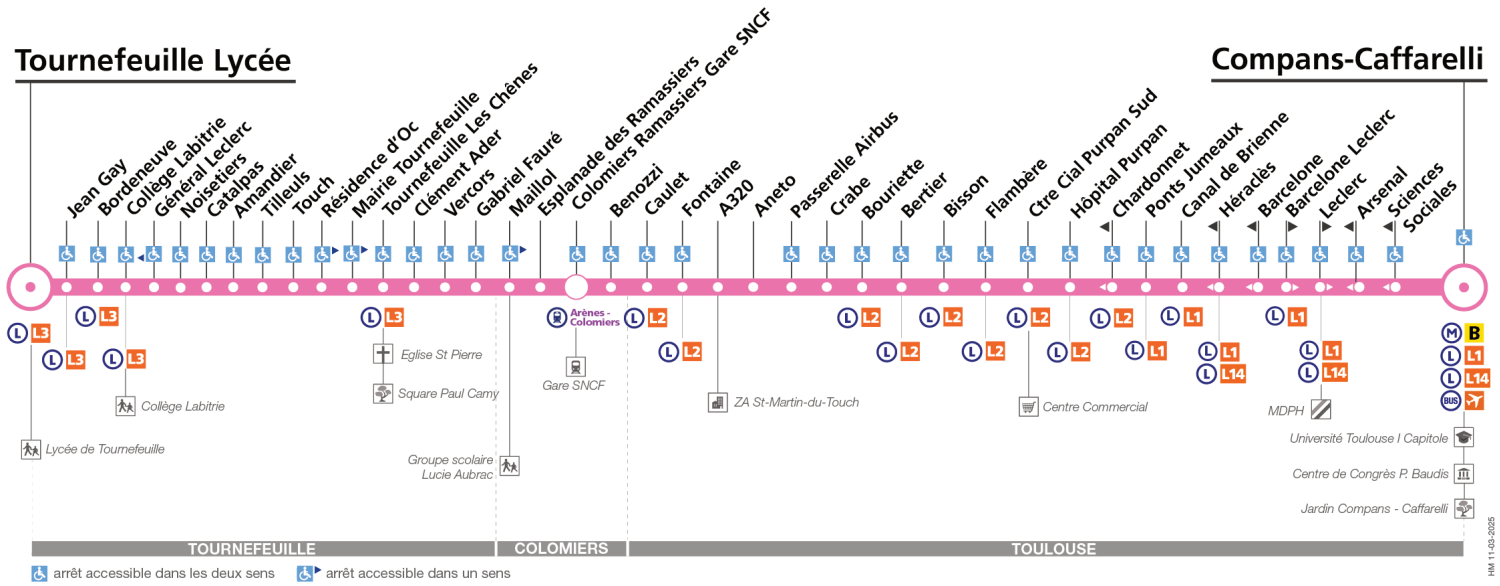 Tournefeuille Lycée
Compans-Caffarelli
Jean Gay
Bordeneuve
Collège Labitrie
Général Leclerc
Noisetiers
Catalpas
Amandier
Tilleuls
Touch
Résidence d'Oc
Mairie Tournefeuille
Tournefeuille Les Chênes
Clément Ader
Vercors
Gabriel Fauré
Maillol
Esplanade des Ramassiers
Colomiers Ramassiers Gare SNCF
Benozzi
Caulet
Fontaine
A320
Aneto
Passerelle Airbus
Crabe
Bouriette
Bertier
Bisson
Flambère
Ctre Cial Purpan Sud
Hôpital Purpan
Chardonnet
Ponts Jumeaux
Canal de Brienne
Héraclès
Barcelone
Barcelone Leclerc
Leclerc
Arsenal
Sciences
Sociales
L L3
L L3
L L3
L L3
L L3
Arènes -
Colomiers
L L2
L L2
L L2
L L2
L L2
L L2
L L2
L L2
L L2
L L1
L L1
L L1
L L14
L L1
L L1
L L14
M B
L L1
L L14
BUS
Lycée de Tournefeuille
Collège Labitrie
Eglise St Pierre
Square Paul Camy
Groupe scolaire
Lucie Aubrac
Gare SNCF
ZA St-Martin-du-Touch
Centre Commercial
MDPH
Université Toulouse I Capitole
Centre de Congrès P. Baudis
Jardin Compans - Caffarelli
TOURNEFEUILLE
COLOMIERS
TOULOUSE
arrêt accessible dans les deux sens
arrêt accessible dans un sens
HM 11-03-2025